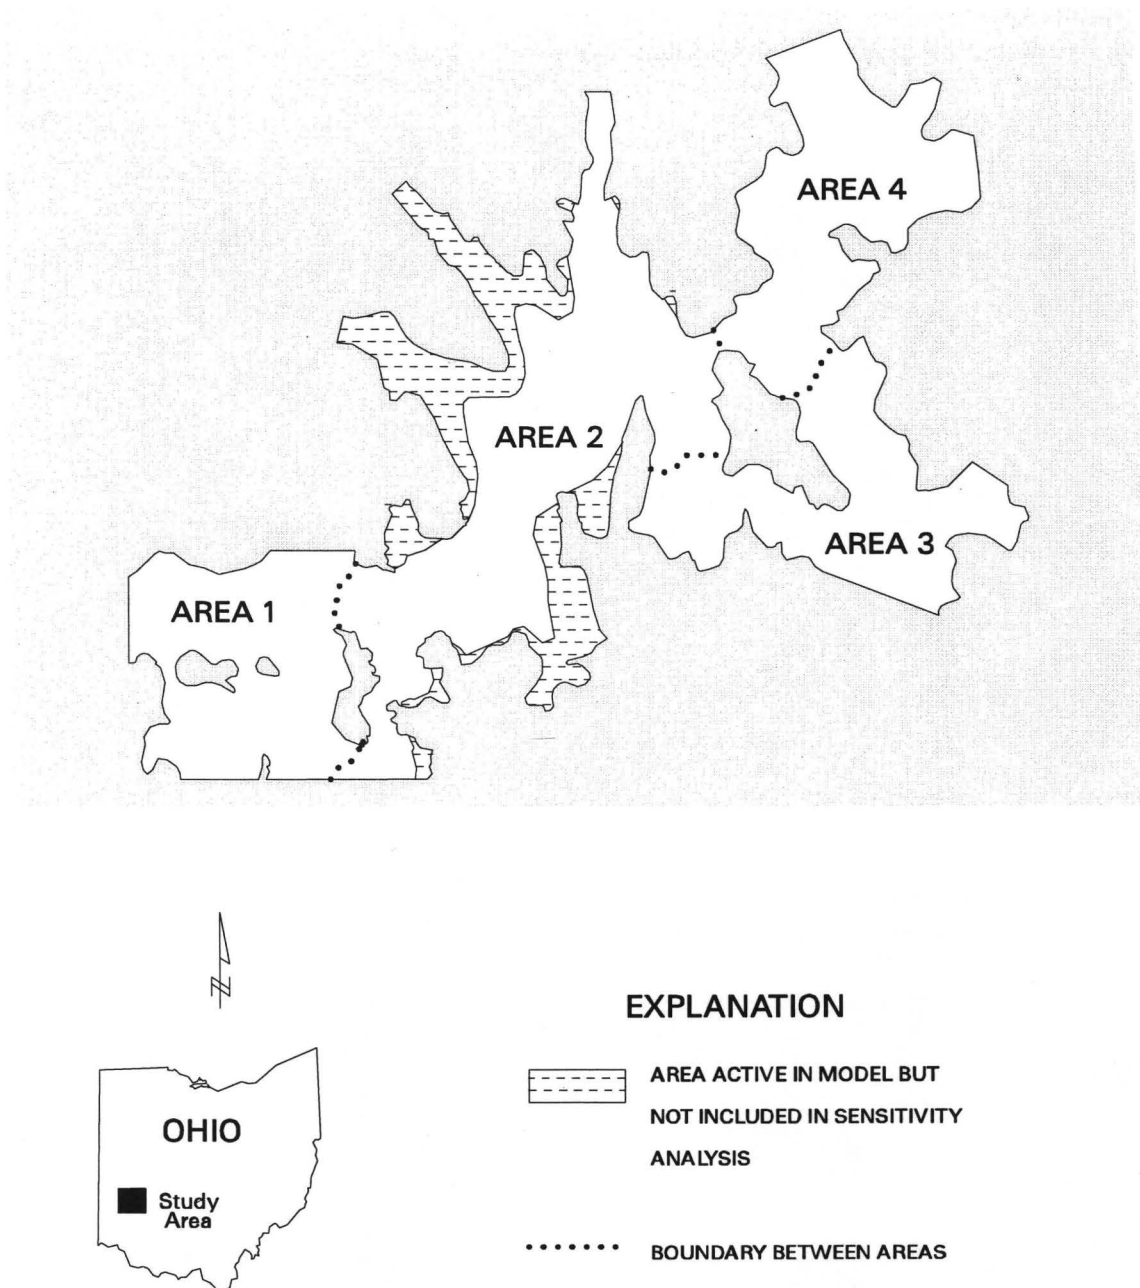 AREA 4
AREA 2
AREA 3
AREA 1
N
EXPLANATION
AREA ACTIVE IN MODEL BUT
NOT INCLUDED IN SENSITIVITY
ANALYSIS
OHIO
Study
Area
BOUNDARY BETWEEN AREAS